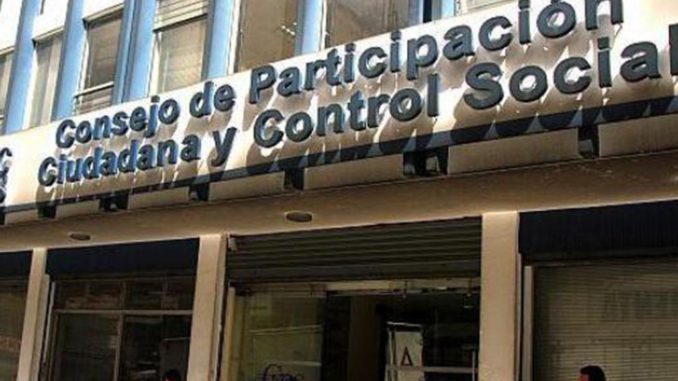 Consejo de Participación
Ciudadana y Control Social